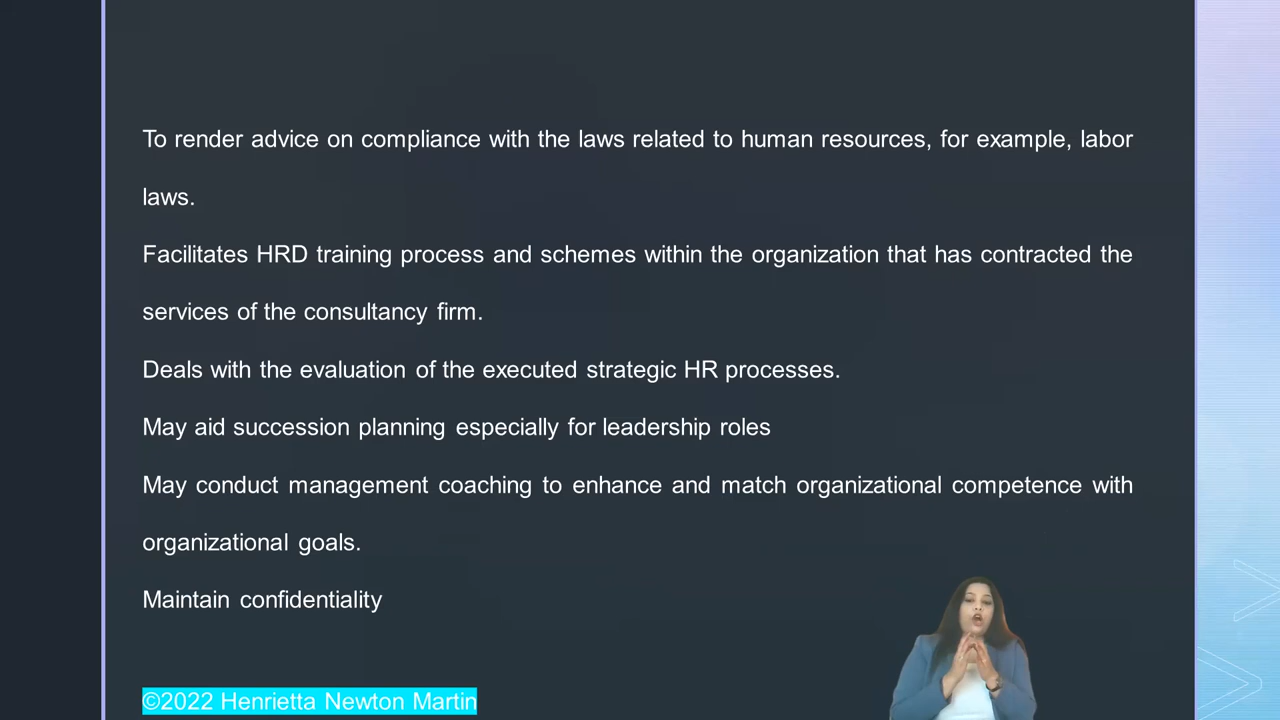 To render advice on compliance with the laws related to human resources, for example, labor
laws.
Facilitates HRD training process and schemes within the organization that has contracted the
services of the consultancy firm.
Deals with the evaluation of the executed strategic HR processes.
May aid succession planning especially for leadership roles
May conduct management coaching to enhance and match organizational competence with
organizational goals.
Maintain confidentiality
©2022 Henrietta Newton Martin